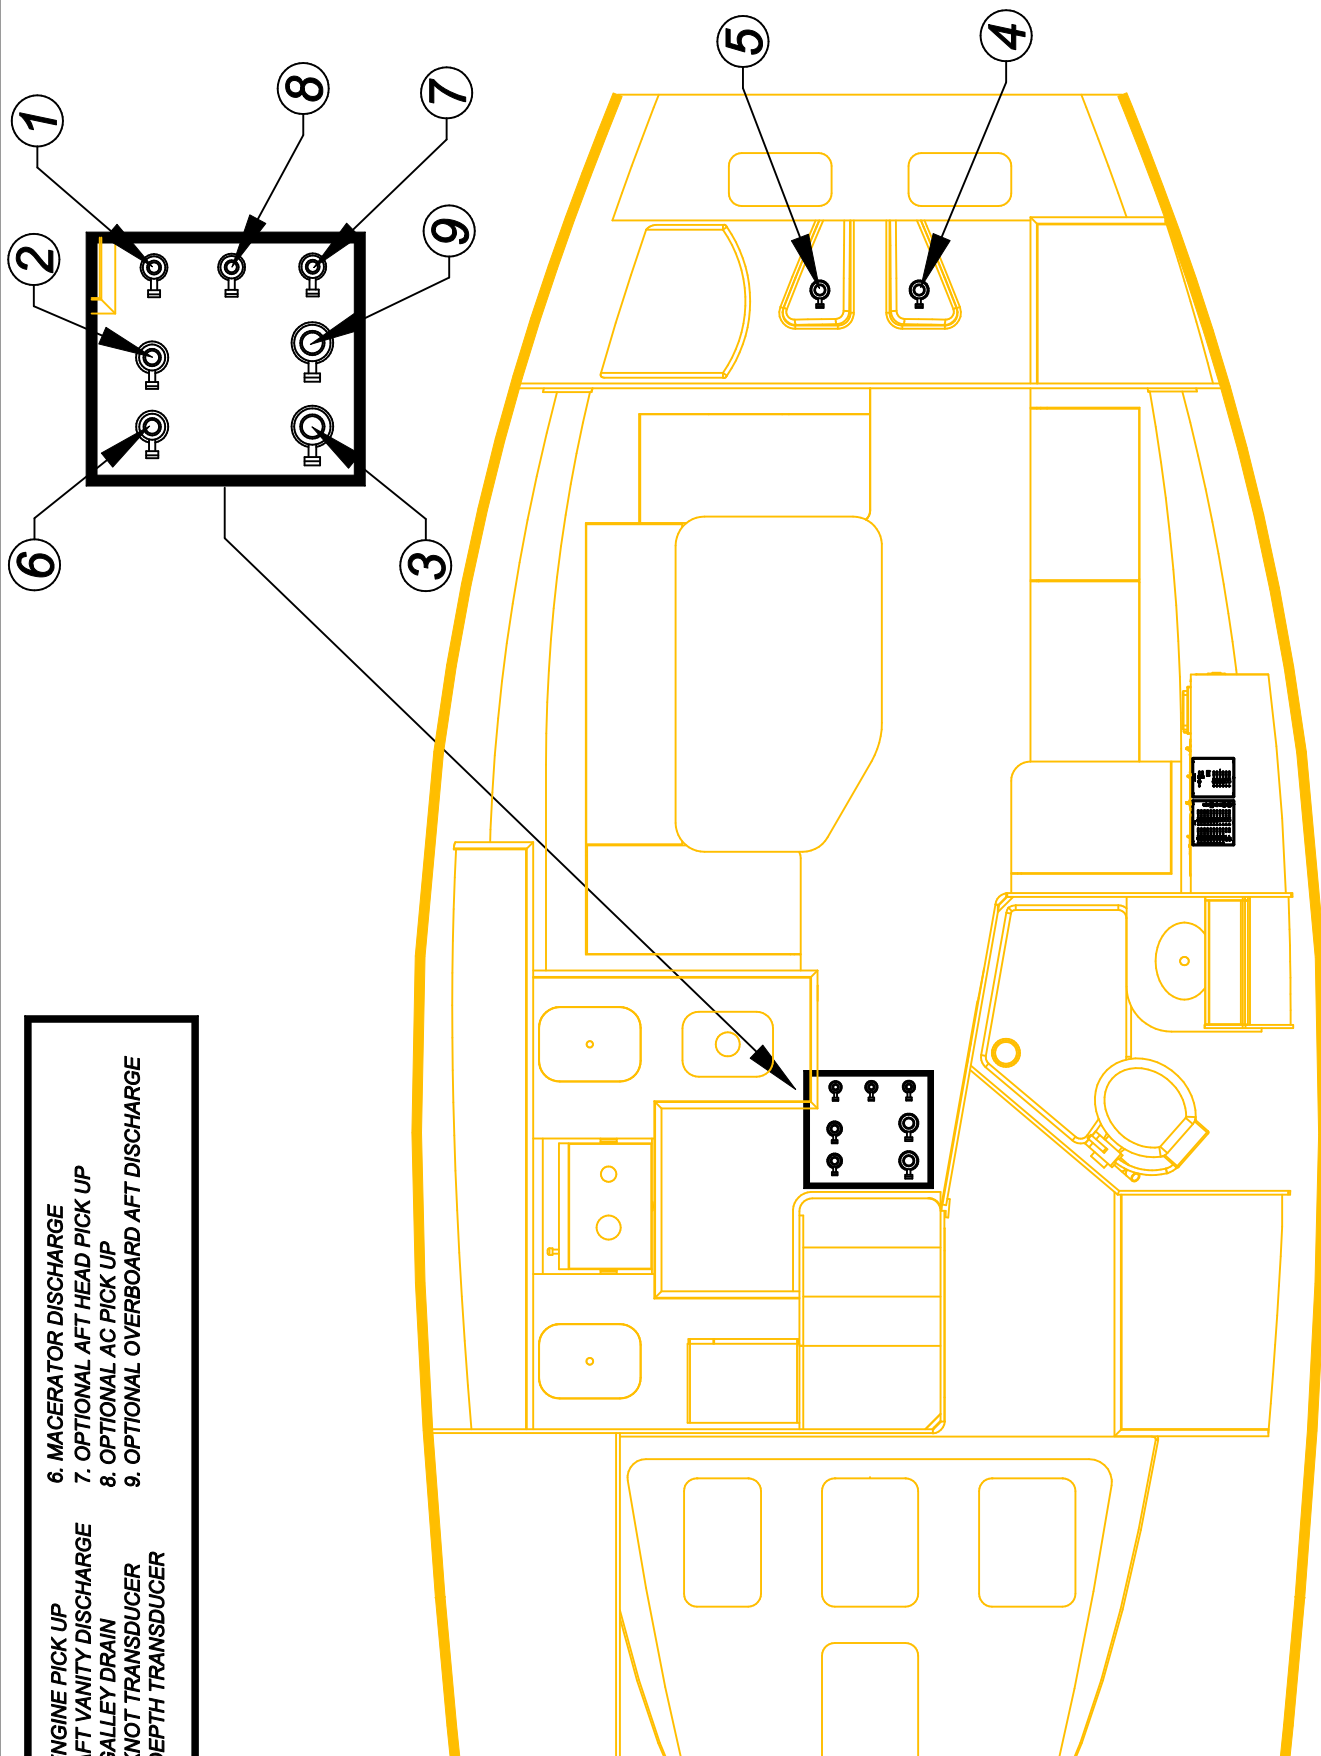 1
2
6
8
7
9
3
5
4
PICK UP
VANITY DISCHARGE
DRAIN
TRANSDUCER
TRANSDUCER
6. MACERATOR DISCHARGE
7. OPTIONAL AFT HEAD PICK UP
8. OPTIONAL AC PICK UP
9. OPTIONAL OVERBOARD AFT DISCHARGE